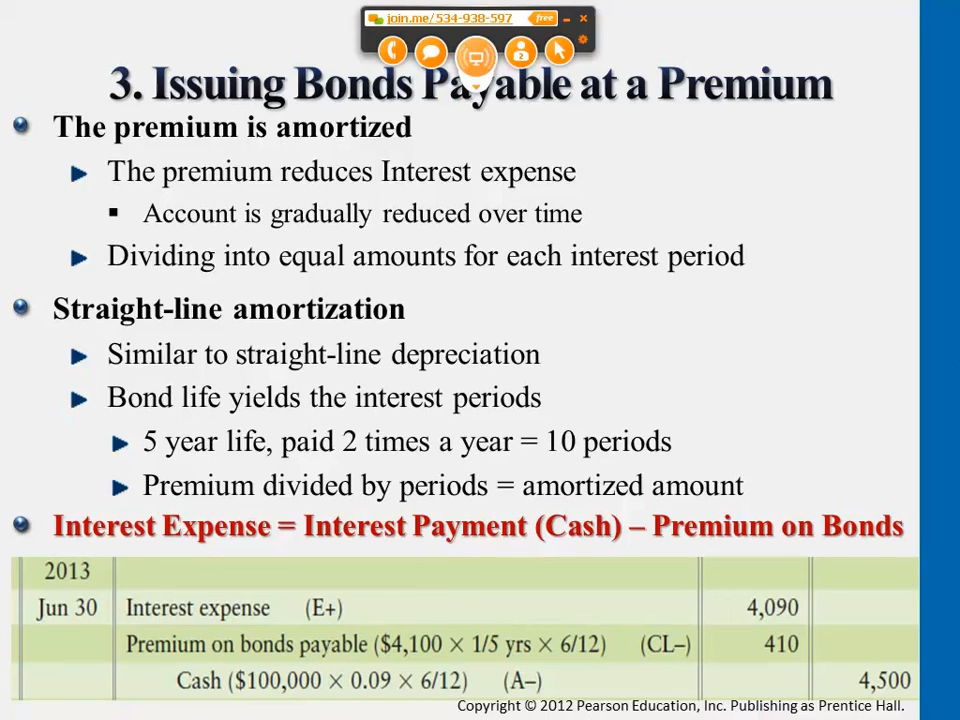 join.me/534-938-597 free
3. Issuing Bonds Payable at a Premium
The premium is amortized
The premium reduces Interest expense
Account is gradually reduced over time
Dividing into equal amounts for each interest period
Straight-line amortization
Similar to straight-line depreciation
Bond life yields the interest periods
5 year life, paid 2 times a year = 10 periods
Premium divided by periods = amortized amount
Interest Expense = Interest Payment (Cash) – Premium on Bonds
2013
Jun 30 Interest expense (E+) 4,090
Premium on bonds payable ($4,100 × 1/5 yrs × 6/12) (CL–) 410
Cash ($100,000 × 0.09 × 6/12) (A–) 4,500
Copyright © 2012 Pearson Education, Inc. Publishing as Prentice Hall.